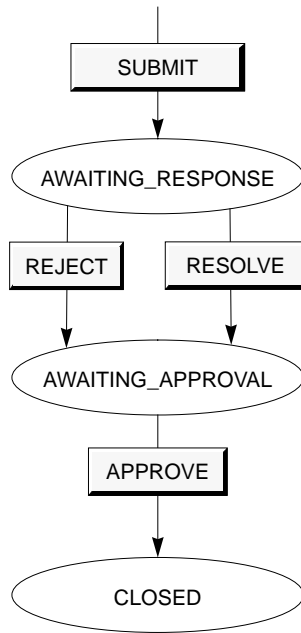 SUBMIT
AWAITING_RESPONSE
REJECT
RESOLVE
AWAITING_APPROVAL
APPROVE
CLOSED